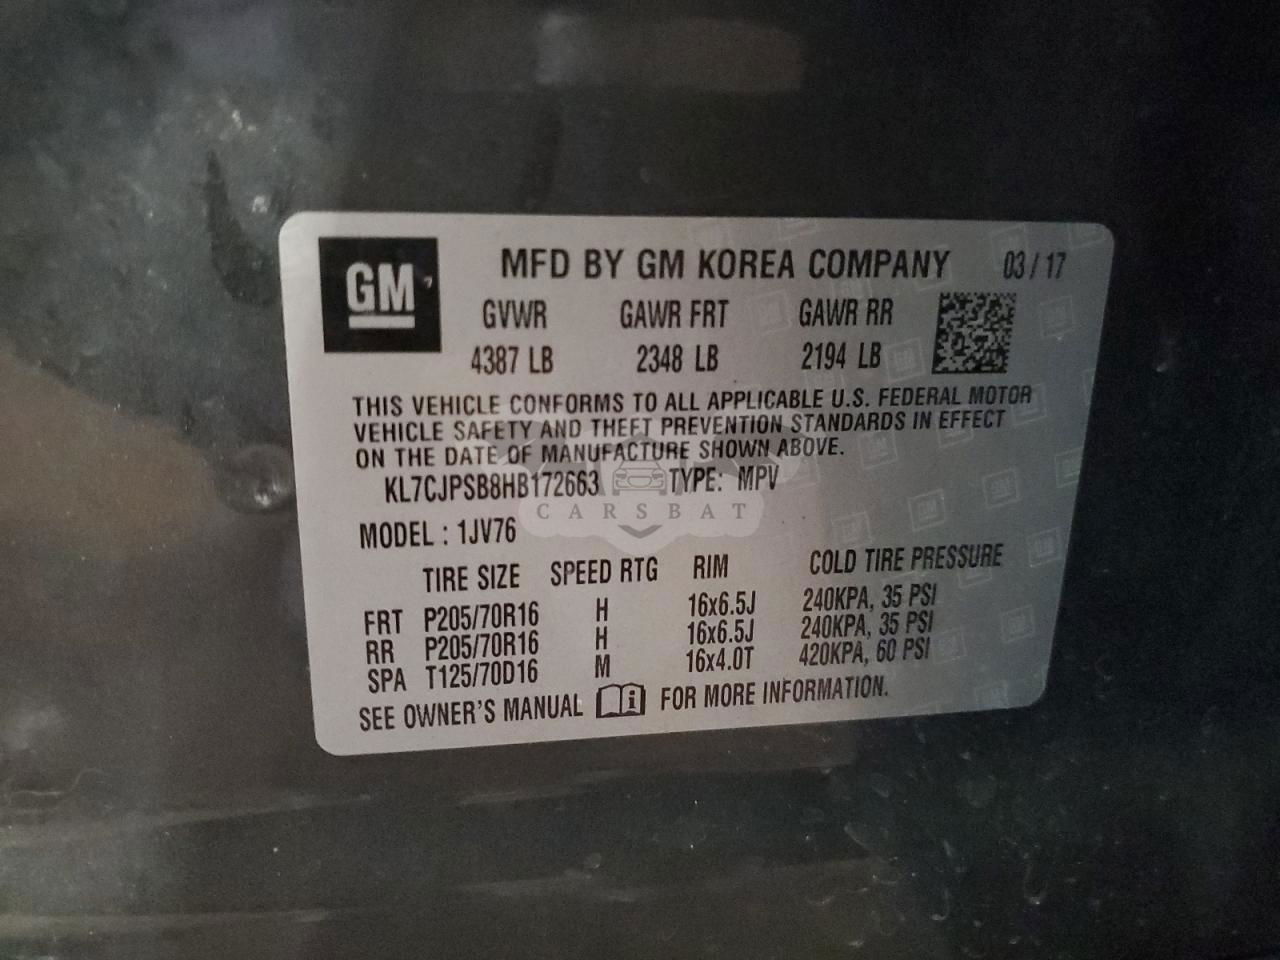 GM
MFD BY GM KOREA COMPANY 03 / 17
GVWR GAWR FRT GAWR RR
4387 LB 2348 LB 2194 LB
THIS VEHICLE CONFORMS TO ALL APPLICABLE U.S. FEDERAL MOTOR
VEHICLE SAFETY AND THEFT PREVENTION STANDARDS IN EFFECT
ON THE DATE OF MANUFACTURE SHOWN ABOVE.
KL7CJPSB8HB172663 TYPE: MPV
CARSBAT
MODEL : 1JV76
TIRE SIZE SPEED RTG RIM COLD TIRE PRESSURE
FRT P205/70R16 H 16x6.5J 240KPA, 35 PSI
RR P205/70R16 H 16x6.5J 240KPA, 35 PSI
SPA T125/70D16 M 16x4.0T 420KPA, 60 PSI
SEE OWNER'S MANUAL i FOR MORE INFORMATION.